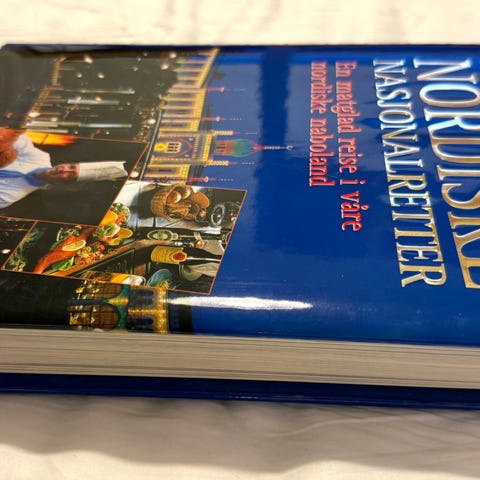 NORDISKE
NASJONALRETTER
En matglad reise i våre
nordiske naboland